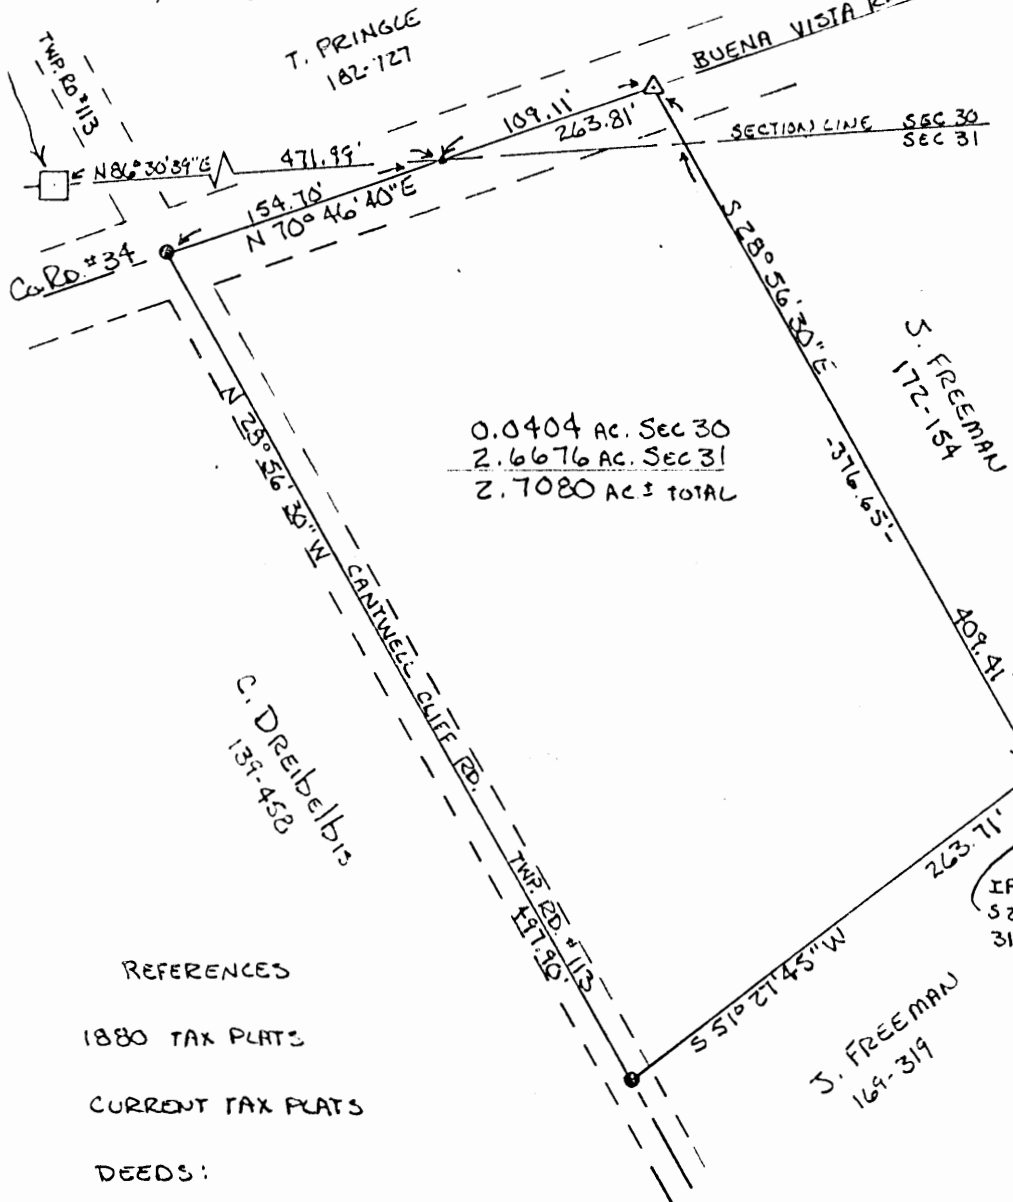 T. PRINGLE
182-727
TWP. RD #113
BUENA VISTA
109.11'
263.81'
SECTION LINE SEC 30
SEC 31
N86°30'39"E 471.99'
154.70'
N 70° 46' 40" E
Co. RD. #34
S 28° 56' 30" E
J. FREEMAN
172-154
N 28° 56' 30" W
0.0404 AC. SEC 30
2.6676 AC. SEC 31
2.7080 AC.± TOTAL
-376.65'-
CANTWELL CLIFF RD.
409.41
C. DREIbelbis
139-458
TWP. RD. #113
497.90'
263.71'
S 51° 27' 45" W
J. FREEMAN
169-319
REFERENCES
1880 TAX PLATS
CURRENT TAX PLATS
DEEDS: